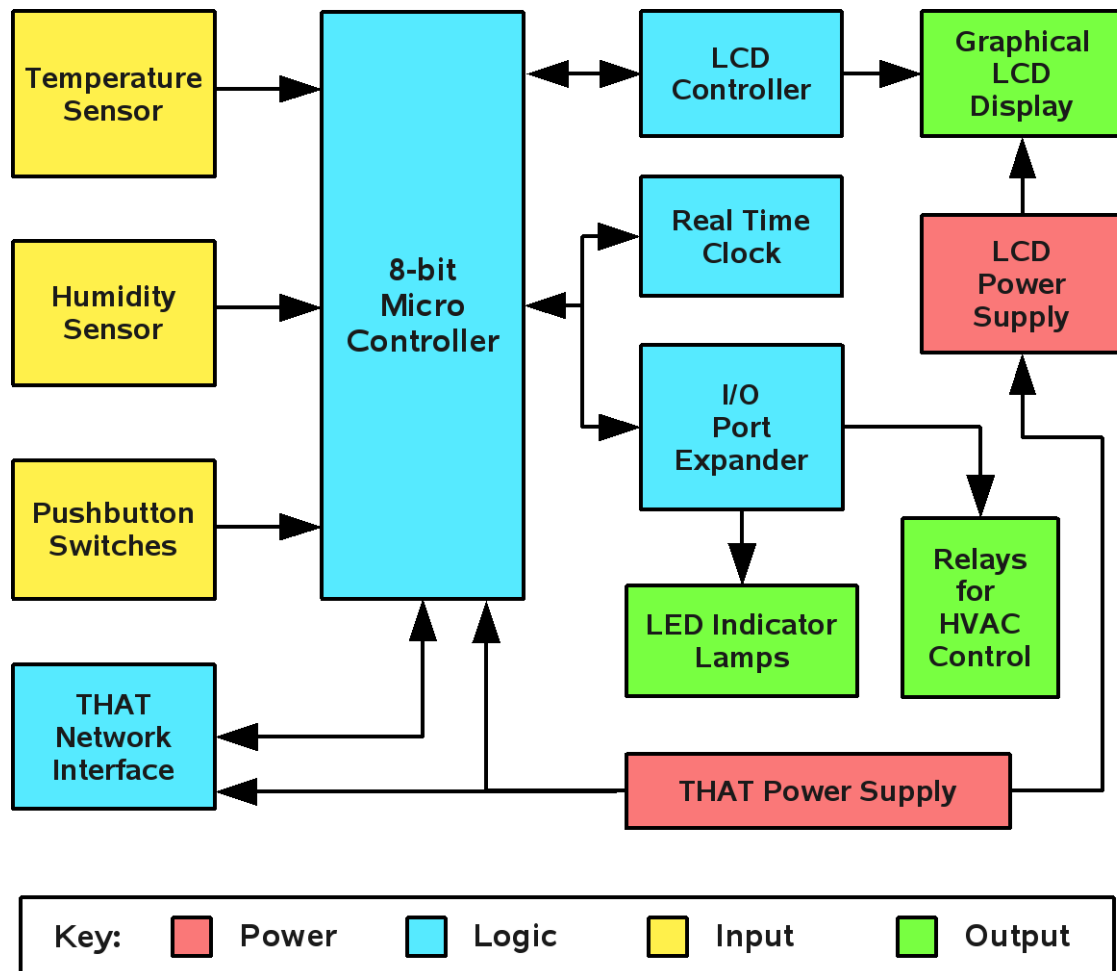 Temperature
Sensor
Humidity
Sensor
Pushbutton
Switches
THAT
Network
Interface
8-bit
Micro
Controller
LCD
Controller
Real Time
Clock
I/O
Port
Expander
LED Indicator
Lamps
Graphical
LCD
Display
LCD
Power
Supply
Relays
for
HVAC
Control
THAT Power Supply
Key: Power Logic Input Output